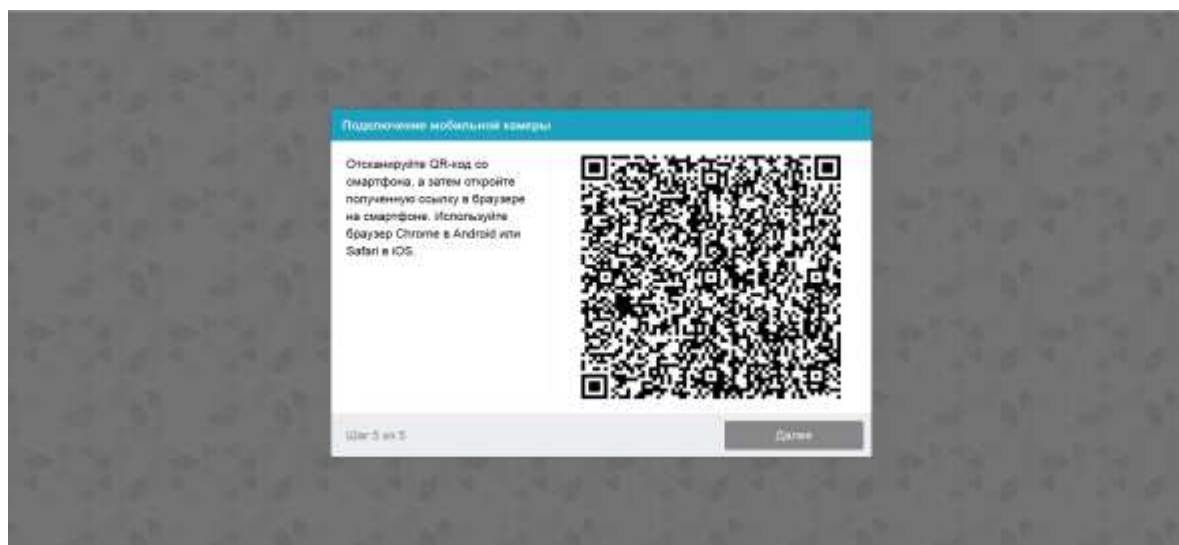 Подключение мобильной камеры
Отсканируйте QR-код со
смартфона, а затем откройте
полученную ссылку в браузере
на смартфоне. Используйте
браузер Chrome в Android или
Safari в iOS.
Шаг 5 из 5
Далее